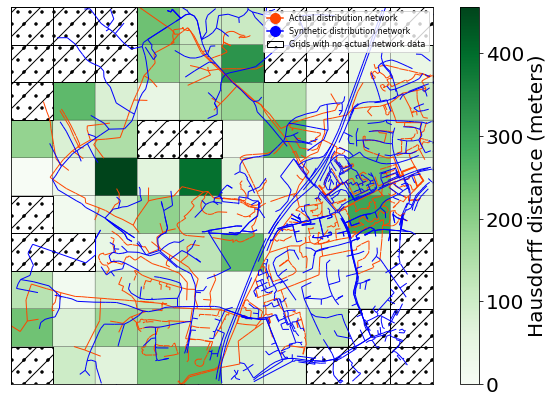 Actual distribution network
Synthetic distribution network
Grids with no actual network data
400
300
200
100
0
Hausdorff distance (meters)